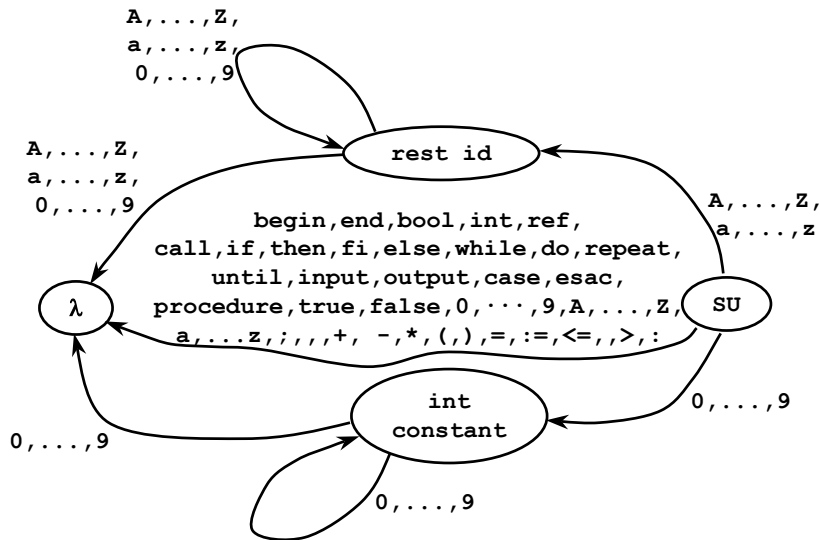 A,...,Z,
a,...,z,
0,...,9
rest id
A,...,Z,
a,...,z,
0,...,9
A,...,Z,
a,...,z
begin,end,bool,int,ref,
call,if,then,fi,else,while,do,repeat,
until,input,output,case,esac,
procedure,true,false,0,···,9,A,...,Z,
a,...z,;,,,+, -,*,(,),=,:=,<=,,>,:
λ
SU
int
constant
0,...,9
0,...,9
0,...,9